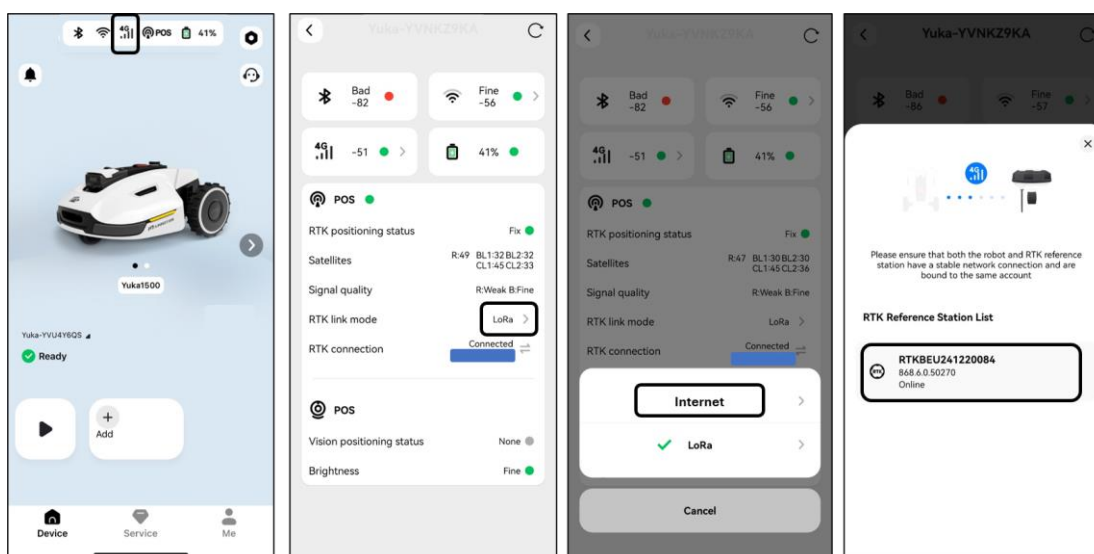 4G
POS
41%
Yuka1500
Yuka-YVU4Y6QS
Ready
Add
Device
Service
Me
Yuka-YVNKZ9KA
Bad
-82
Fine
-56
4G
-51
41%
POS
RTK positioning status
Fix
Satellites
R:49 BL1:32 BL2:32
CL1:45 CL2:33
Signal quality
R:Weak B:Fine
RTK link mode
LoRa
RTK connection
Connected
POS
Vision positioning status
None
Brightness
Fine
Yuka-YVNKZ9KA
Bad
-82
Fine
-56
4G
-51
41%
POS
RTK positioning status
Fix
Satellites
R:47 BL1:30 BL2:30
CL1:45 CL2:36
Signal quality
R:Weak B:Fine
RTK link mode
LoRa
RTK connection
Connected
Internet
LoRa
Cancel
Yuka-YVNKZ9KA
Bad
-86
Fine
-57
4G
Please ensure that both the robot and RTK reference
station have a stable network connection and are
bound to the same account
RTK Reference Station List
RTK
RTKBEU241220084
868.6.0.50270
Online